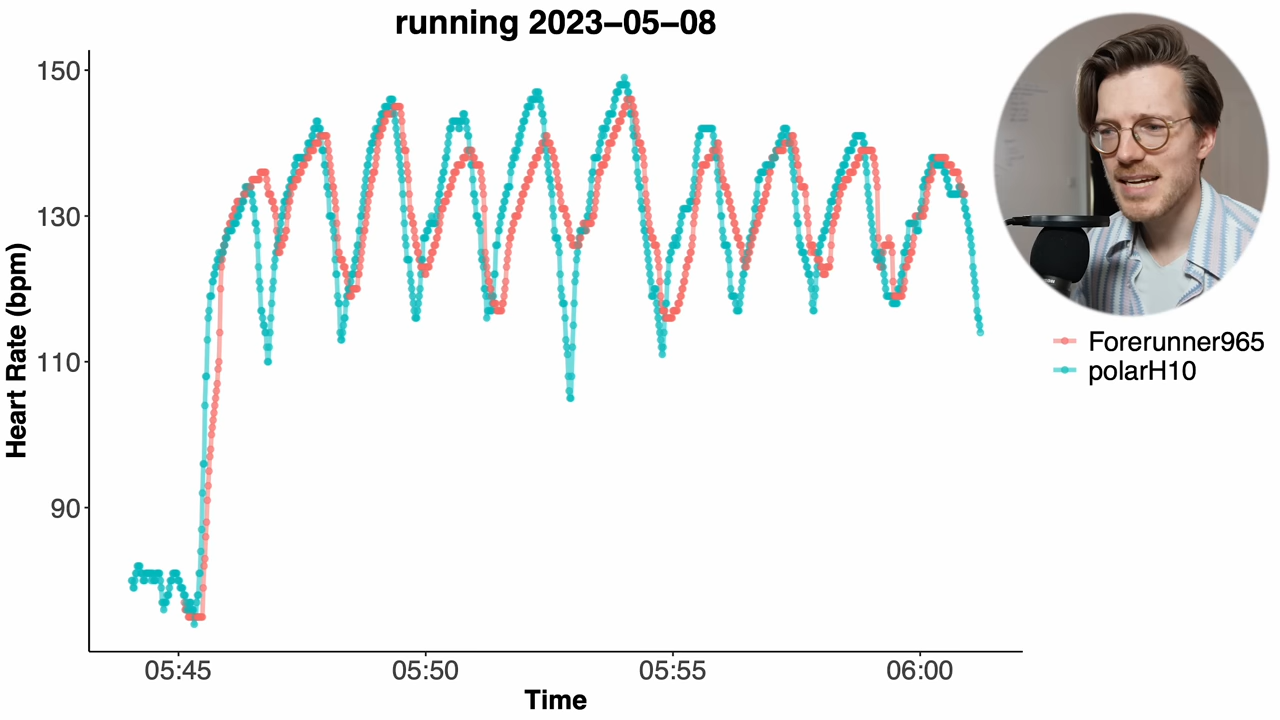 running 2023−05−08
150
130
110
90
Heart Rate (bpm)
05:45
05:50
05:55
06:00
Time
Forerunner965
polarH10